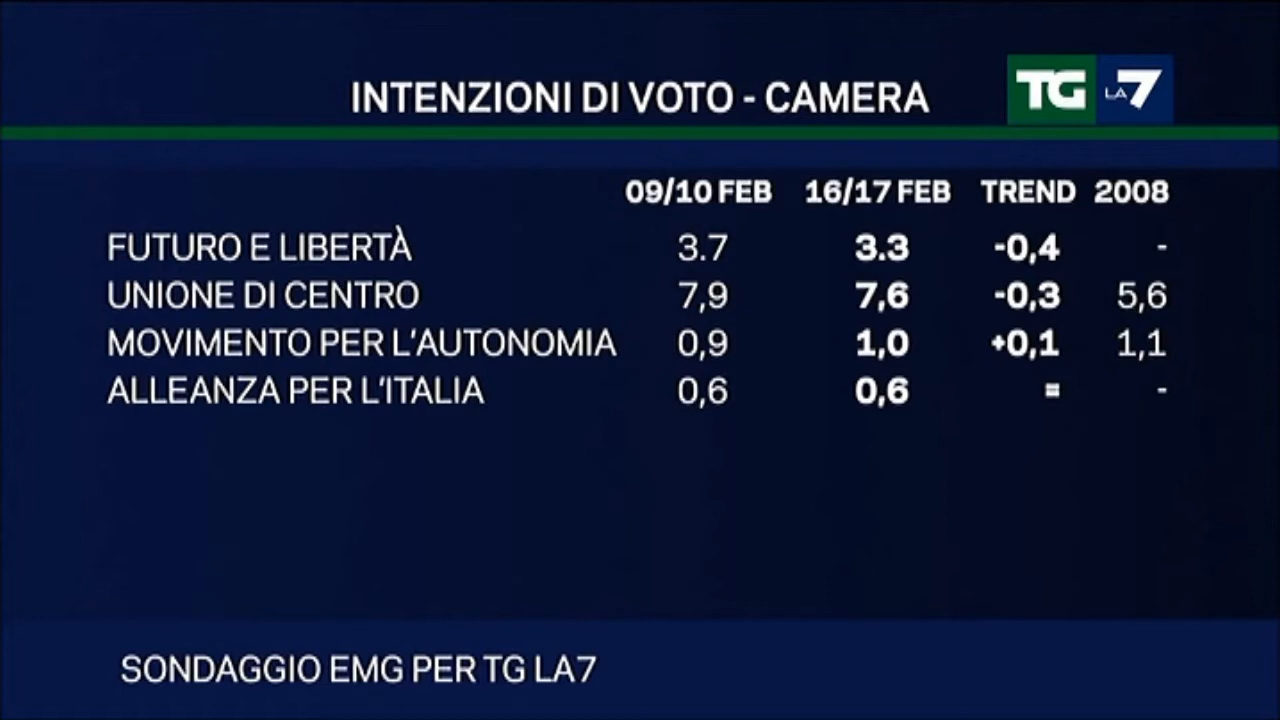 INTENZIONI DI VOTO - CAMERA
TG LA7
09/10 FEB 16/17 FEB TREND 2008
FUTURO E LIBERTÀ 3.7 3.3 -0,4 -
UNIONE DI CENTRO 7,9 7,6 -0,3 5,6
MOVIMENTO PER L'AUTONOMIA 0,9 1,0 +0,1 1,1
ALLEANZA PER L'ITALIA 0,6 0,6 = -
SONDAGGIO EMG PER TG LA7